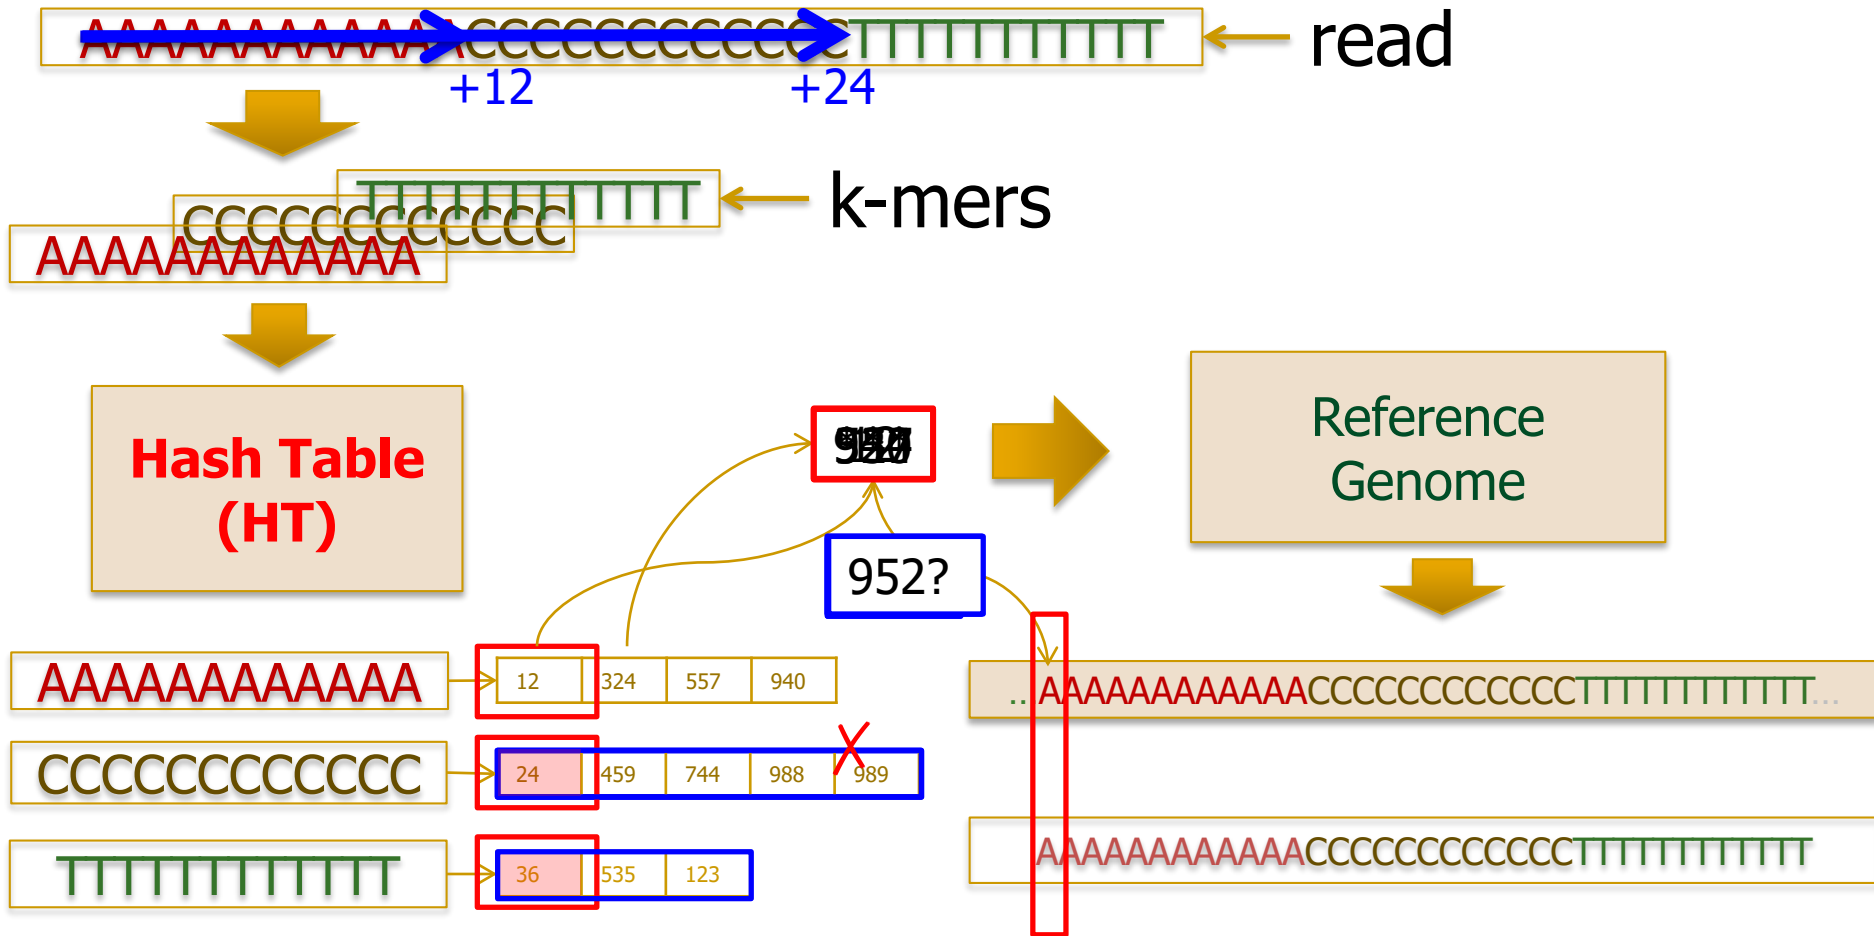 AAAAAAAAAAAACCCCCCCCCCCCTTTTTTTTTTT
read
+12
+24
TTTTTTTTTTTT
k-mers
CCCCCCCCCCCC
AAAAAAAAAAAA
Hash Table
(HT)
Reference
Genome
952?
AAAAAAAAAAAA
12 324 557 940
..AAAAAAAAAAAACCCCCCCCCCCCTTTTTTTTTTTT...
CCCCCCCCCCCC
24 459 744 988 989
TTTTTTTTTTTT
36 535 123
AAAAAAAAAAAACCCCCCCCCCCCTTTTTTTTTTTT